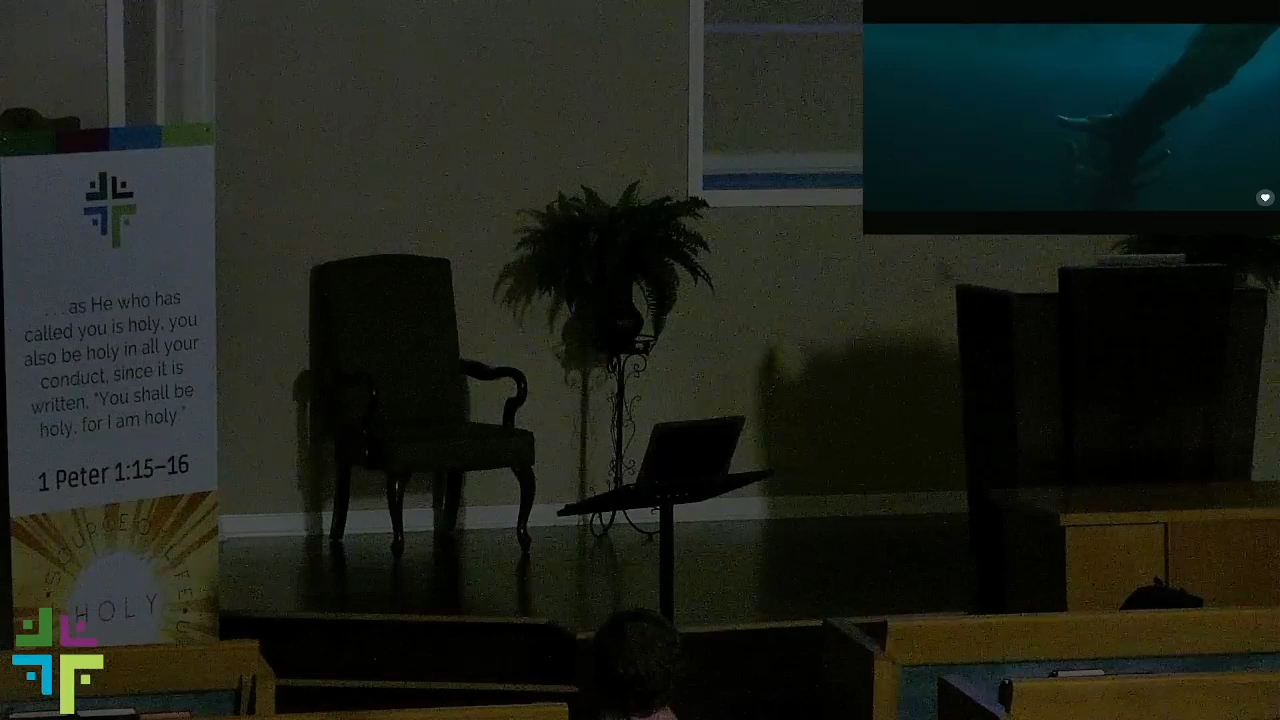 . . . as He who has
called you is holy, you
also be holy in all your
conduct, since it is
written, "You shall be
holy, for I am holy."
1 Peter 1:15–16
HOLY